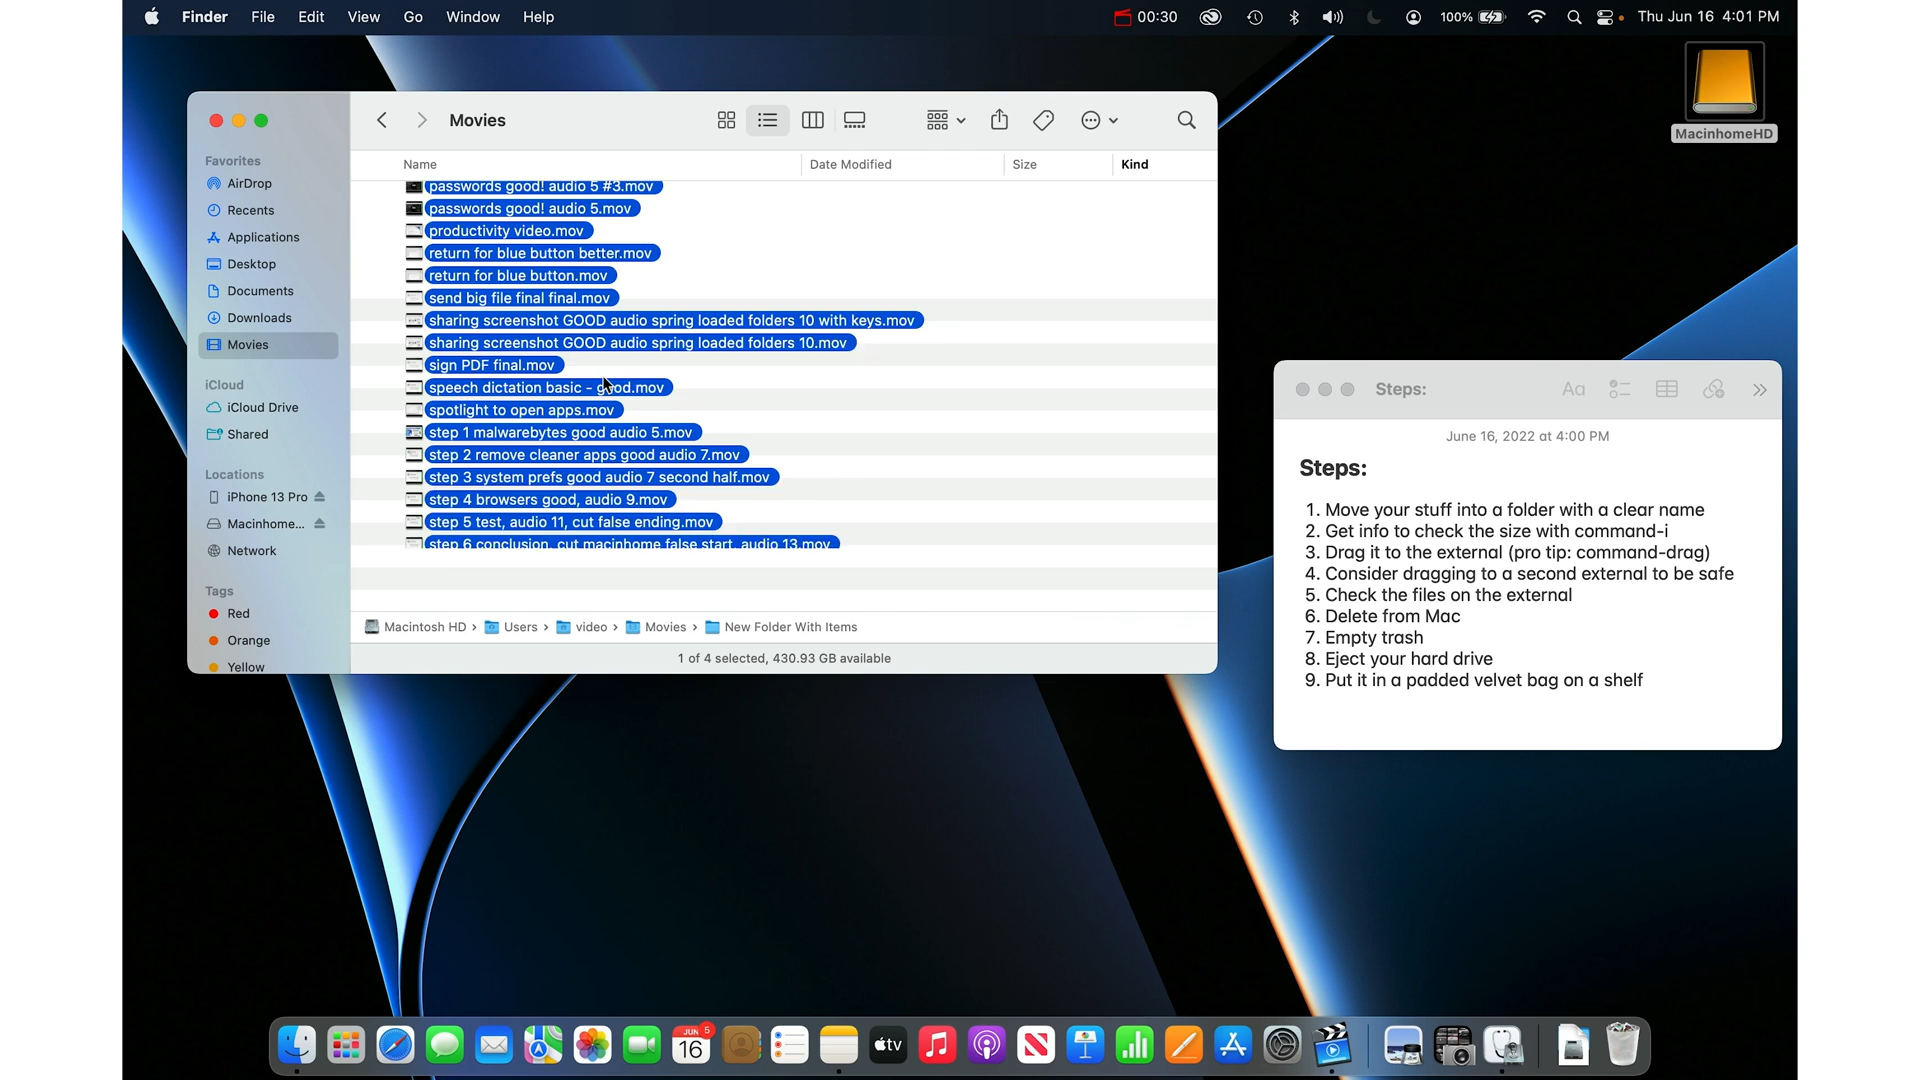 Finder File Edit View Go Window Help
00:30 100% Thu Jun 16 4:01 PM
MacinhomeHD
Movies
Favorites
AirDrop
Recents
Applications
Desktop
Documents
Downloads
Movies
iCloud
iCloud Drive
Shared
Locations
iPhone 13 Pro
Macinhome...
Network
Tags
Red
Orange
Yellow
Name Date Modified Size Kind
passwords good! audio 5 #3.mov
passwords good! audio 5.mov
productivity video.mov
return for blue button better.mov
return for blue button.mov
send big file final final.mov
sharing screenshot GOOD audio spring loaded folders 10 with keys.mov
sharing screenshot GOOD audio spring loaded folders 10.mov
sign PDF final.mov
speech dictation basic - good.mov
spotlight to open apps.mov
step 1 malwarebytes good audio 5.mov
step 2 remove cleaner apps good audio 7.mov
step 3 system prefs good audio 7 second half.mov
step 4 browsers good, audio 9.mov
step 5 test, audio 11, cut false ending.mov
step 6 conclusion, cut macinhome false start, audio 13.mov
Macintosh HD › Users › video › Movies › New Folder With Items
1 of 4 selected, 430.93 GB available
Steps:
Aa
June 16, 2022 at 4:00 PM
Steps:
1. Move your stuff into a folder with a clear name
2. Get info to check the size with command-i
3. Drag it to the external (pro tip: command-drag)
4. Consider dragging to a second external to be safe
5. Check the files on the external
6. Delete from Mac
7. Empty trash
8. Eject your hard drive
9. Put it in a padded velvet bag on a shelf
JUN 5
16
tv